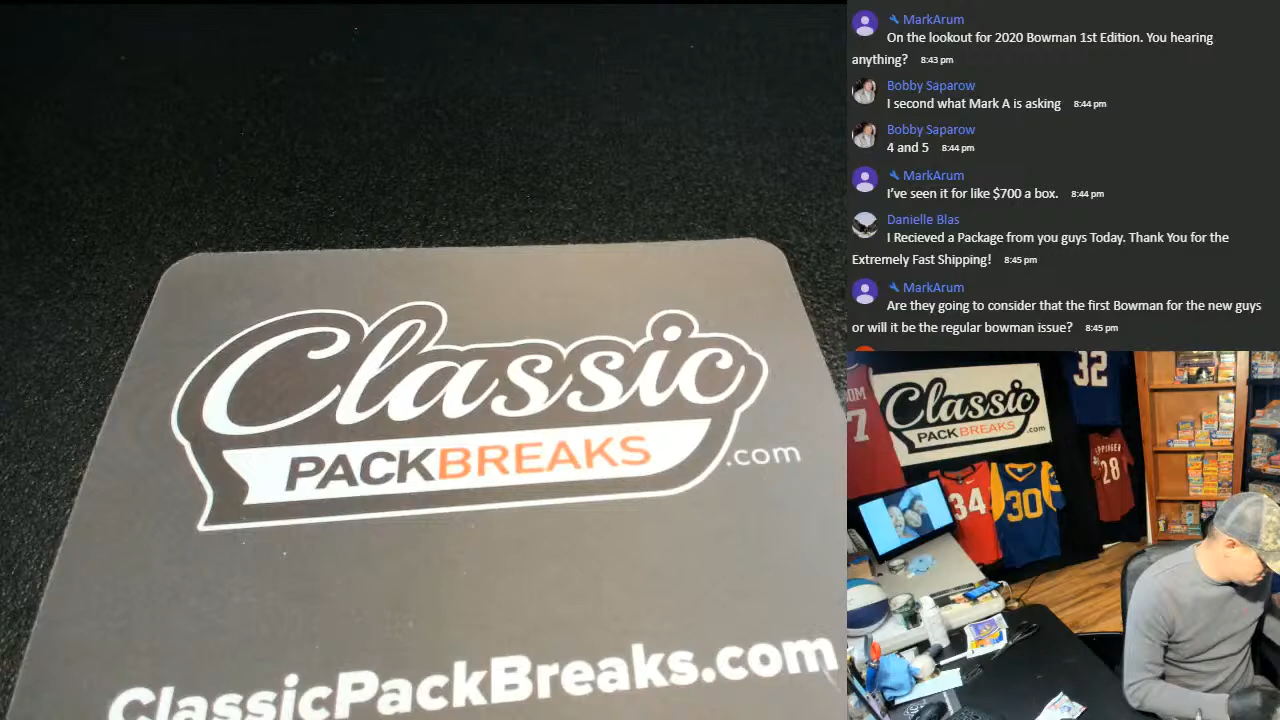 MarkArum
On the lookout for 2020 Bowman 1st Edition. You hearing
anything? 8:43 pm
Bobby Saparow
I second what Mark A is asking 8:44 pm
Bobby Saparow
4 and 5 8:44 pm
MarkArum
I've seen it for like $700 a box. 8:44 pm
Danielle Blas
I Recieved a Package from you guys Today. Thank You for the
Extremely Fast Shipping! 8:45 pm
MarkArum
Are they going to consider that the first Bowman for the new guys
or will it be the regular bowman issue? 8:45 pm
Classic
PACKBREAKS
.com
ClassicPackBreaks.com
Classic
PACKBREAKS
.com
32
7
34
30
28